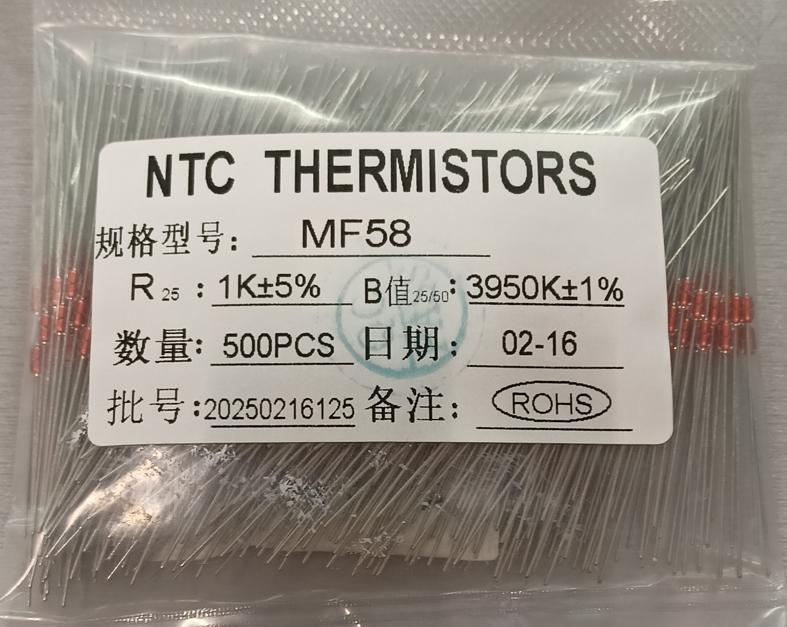 NTC THERMISTORS
规格型号: MF58
R 25 : 1K±5% B值25/50: 3950K±1%
数量: 500PCS 日期: 02-16
批号:20250216125 备注: ROHS